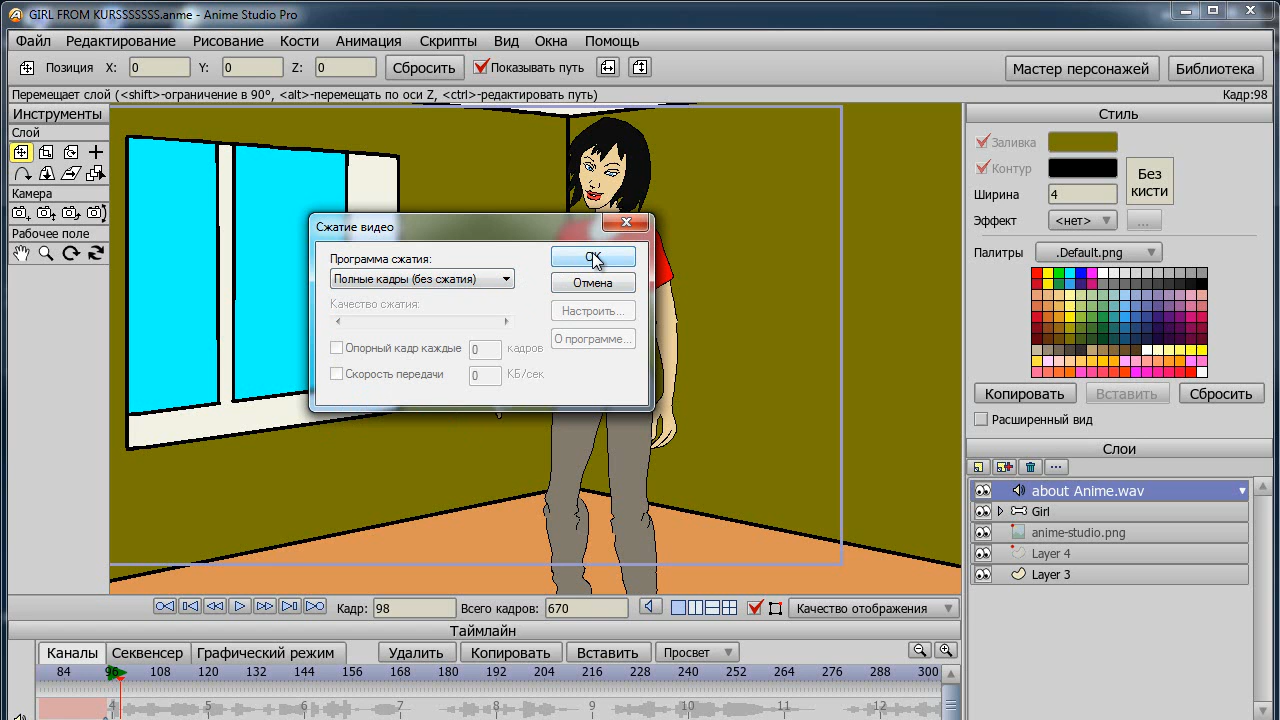 GIRL FROM KURSSSSSSS.anme - Anime Studio Pro
Файл Редактирование Рисование Кости Анимация Скрипты Вид Окна Помощь
Позиция X: 0 Y: 0 Z: 0 Сбросить Показывать путь Мастер персонажей Библиотека
Перемещает слой (<shift>-ограничение в 90°, <alt>-перемещать по оси Z, <ctrl>-редактировать путь) Кадр:98
Инструменты
Слой
Камера
Рабочее поле
Сжатие видео
Программа сжатия:
Полные кадры (без сжатия)
Качество сжатия:
Опорный кадр каждые 0 кадров
Скорость передачи 0 КБ/сек
OK
Отмена
Настроить...
О программе...
Стиль
Заливка
Контур
Без кисти
Ширина 4
Эффект <нет> ...
Палитры .Default.png
Копировать Вставить Сбросить
Расширенный вид
Слои
about Anime.wav
Girl
anime-studio.png
Layer 4
Layer 3
Кадр: 98 Всего кадров: 670 Качество отображения
Таймлайн
Каналы Секвенсер Графический режим Удалить Копировать Вставить Просвет
84 96 108 120 132 144 156 168 180 192 204 216 228 240 252 264 276 288 300
4 5 6 7 8 9 10 11 12